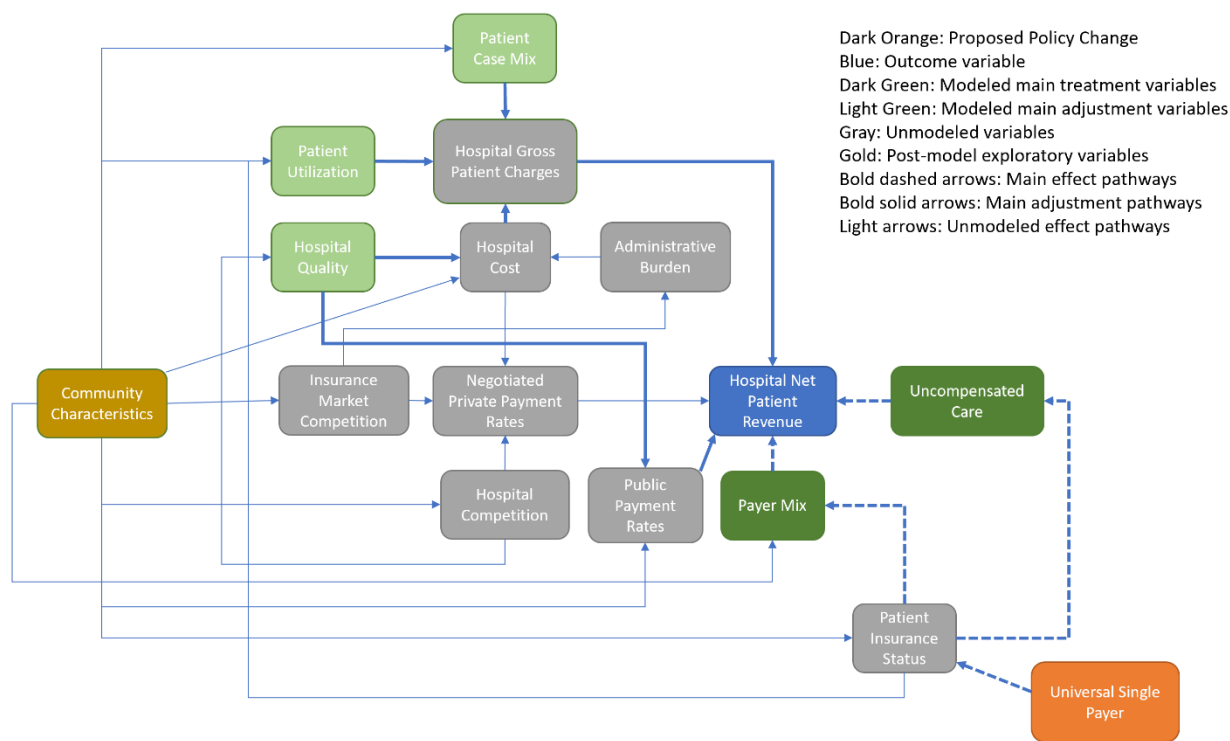 Patient
Case Mix
Dark Orange: Proposed Policy Change
Blue: Outcome variable
Dark Green: Modeled main treatment variables
Light Green: Modeled main adjustment variables
Gray: Unmodeled variables
Gold: Post-model exploratory variables
Bold dashed arrows: Main effect pathways
Bold solid arrows: Main adjustment pathways
Light arrows: Unmodeled effect pathways
Patient
Utilization
Hospital Gross
Patient Charges
Hospital
Quality
Hospital
Cost
Administrative
Burden
Community
Characteristics
Insurance
Market
Competition
Negotiated
Private Payment
Rates
Hospital Net
Patient
Revenue
Uncompensated
Care
Hospital
Competition
Public
Payment
Rates
Payer Mix
Patient
Insurance
Status
Universal Single
Payer